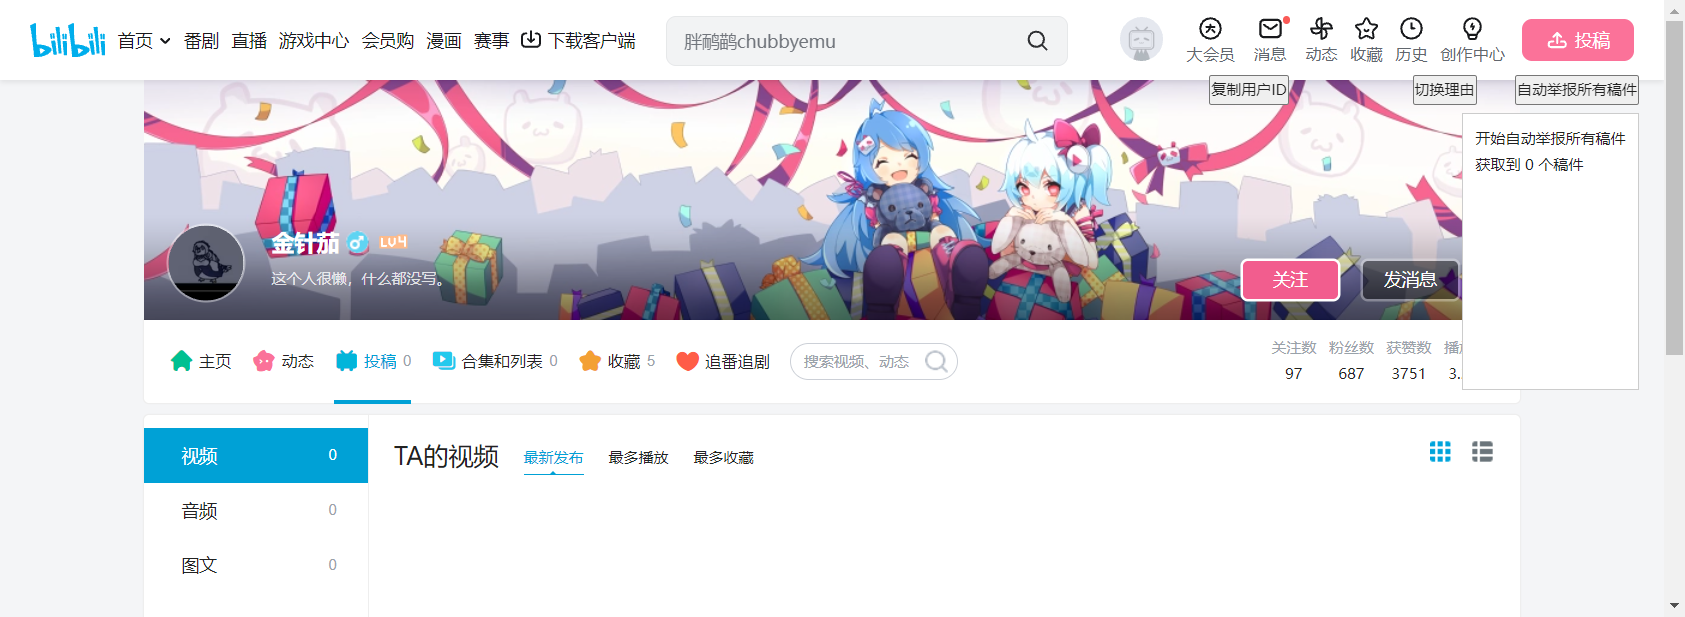 bilibili 首页 番剧 直播 游戏中心 会员购 漫画 赛事 下载客户端 胖鸸鹋chubbyemu 大会员 消息 动态 收藏 历史 创作中心 投稿
复制用户ID 切换理由 自动举报所有稿件
开始自动举报所有稿件
获取到 0 个稿件
金针茄 LV4
这个人很懒，什么都没写。
关注 发消息
主页 动态 投稿 0 合集和列表 0 收藏 5 追番追剧 搜索视频、动态
关注数 粉丝数 获赞数 播
97 687 3751 3.
视频 0
音频 0
图文 0
TA的视频 最新发布 最多播放 最多收藏